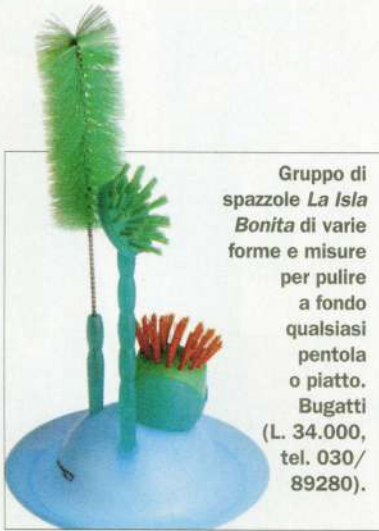 Gruppo di
spazzole La Isla
Bonita di varie
forme e misure
per pulire
a fondo
qualsiasi
pentola
o piatto.
Bugatti
(L. 34.000,
tel. 030/
89280).